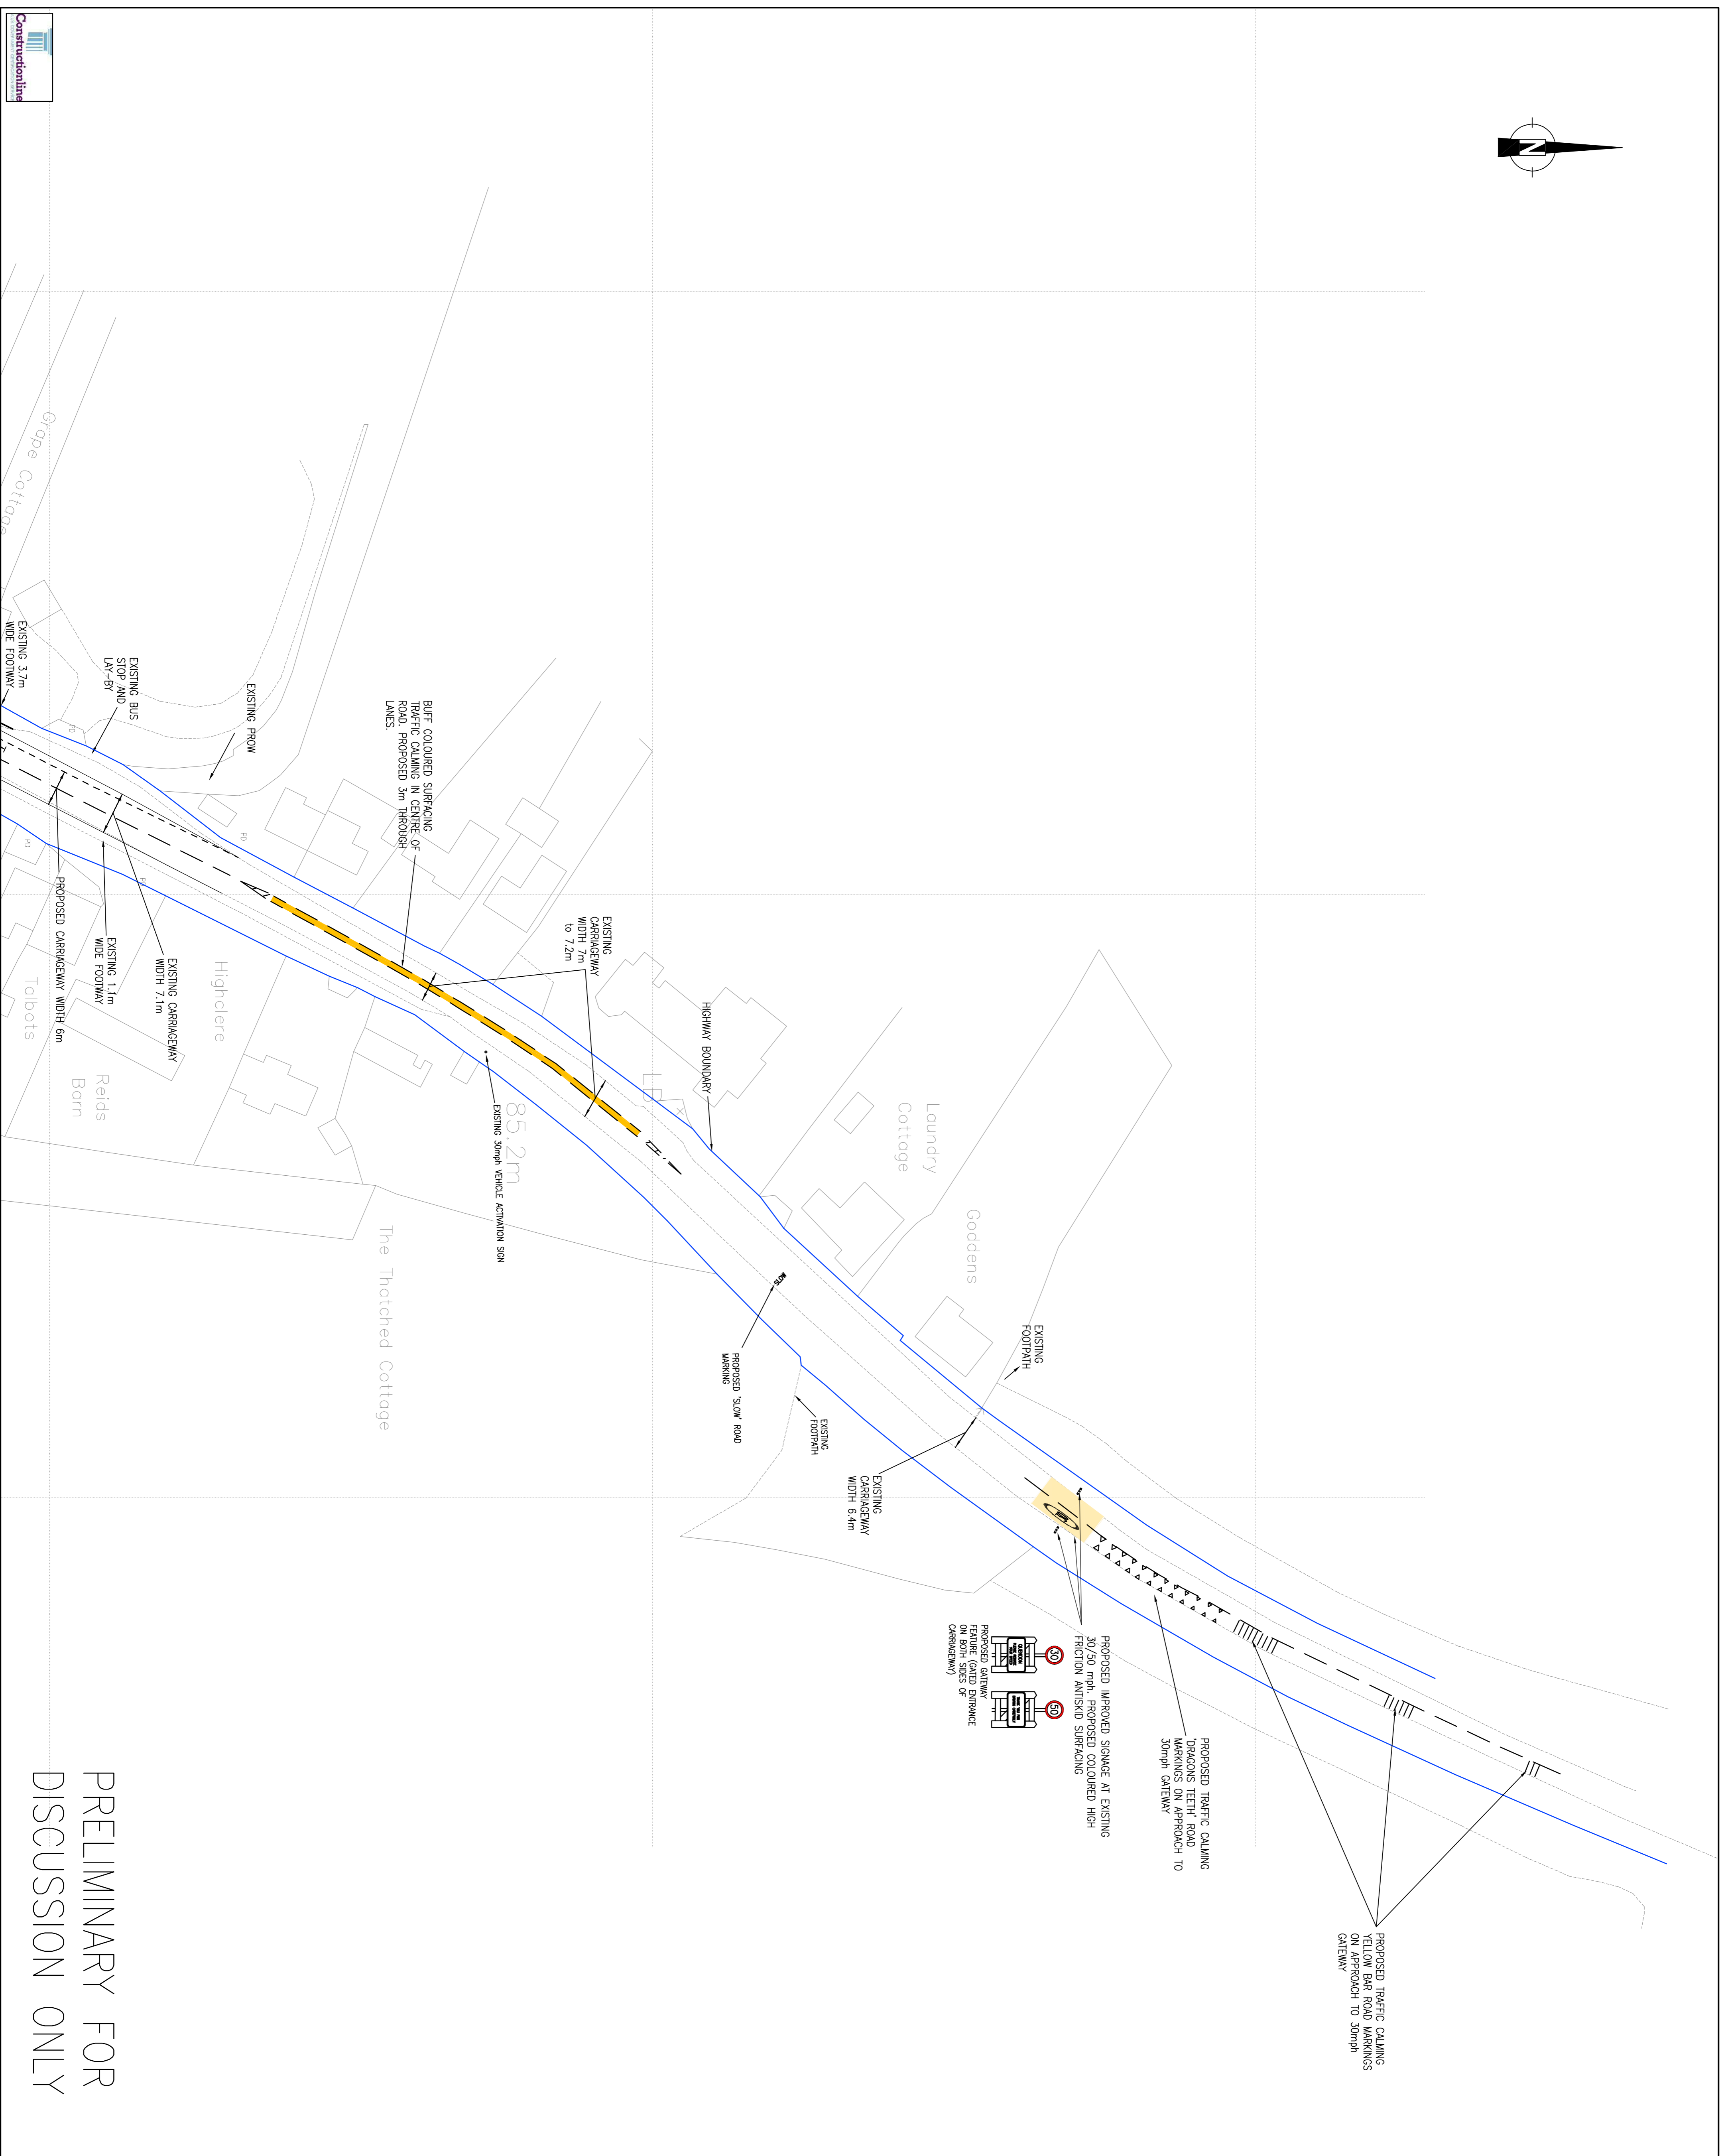 PROPOSED TRAFFIC CALMING
YELLOW BAR ROAD MARKINGS
ON APPROACH TO 30mph
GATEWAY
PROPOSED TRAFFIC CALMING
'DRAGONS TEETH' ROAD
MARKINGS ON APPROACH TO
30mph GATEWAY
PROPOSED IMPROVED SIGNAGE AT EXISTING
30/50 mph. PROPOSED COLOURED HIGH
FRICTION ANTISKID SURFACING
30
50
PROPOSED GATEWAY
FEATURE (GATED ENTRANCE
ON BOTH SIDES OF
CARRIAGEWAY)
EXISTING
FOOTPATH
Goddens
Laundry
Cottage
EXISTING
CARRIAGEWAY
WIDTH 6.4m
EXISTING
FOOTPATH
PROPOSED 'SLOW' ROAD
MARKING
SLOW
HIGHWAY BOUNDARY
LB
EXISTING
CARRIAGEWAY
WIDTH 7m
to 7.2m
85.2m
EXISTING 30mph VEHICLE ACTIVATION SIGN
BUFF COLOURED SURFACING
TRAFFIC CALMING IN CENTRE OF
ROAD. PROPOSED 3m THROUGH
LANES.
The Thatched Cottage
EXISTING PROW
PD
Highclere
EXISTING CARRIAGEWAY
WIDTH 7.1m
EXISTING BUS
STOP AND
LAY-BY
EXISTING 1.1m
WIDE FOOTWAY
Reids
Barn
PD
PROPOSED CARRIAGEWAY WIDTH 6m
PD
Talbots
Grape Cottage
EXISTING 3.7m
WIDE FOOTWAY
N
Constructionline
PRELIMINARY FOR
DISCUSSION ONLY